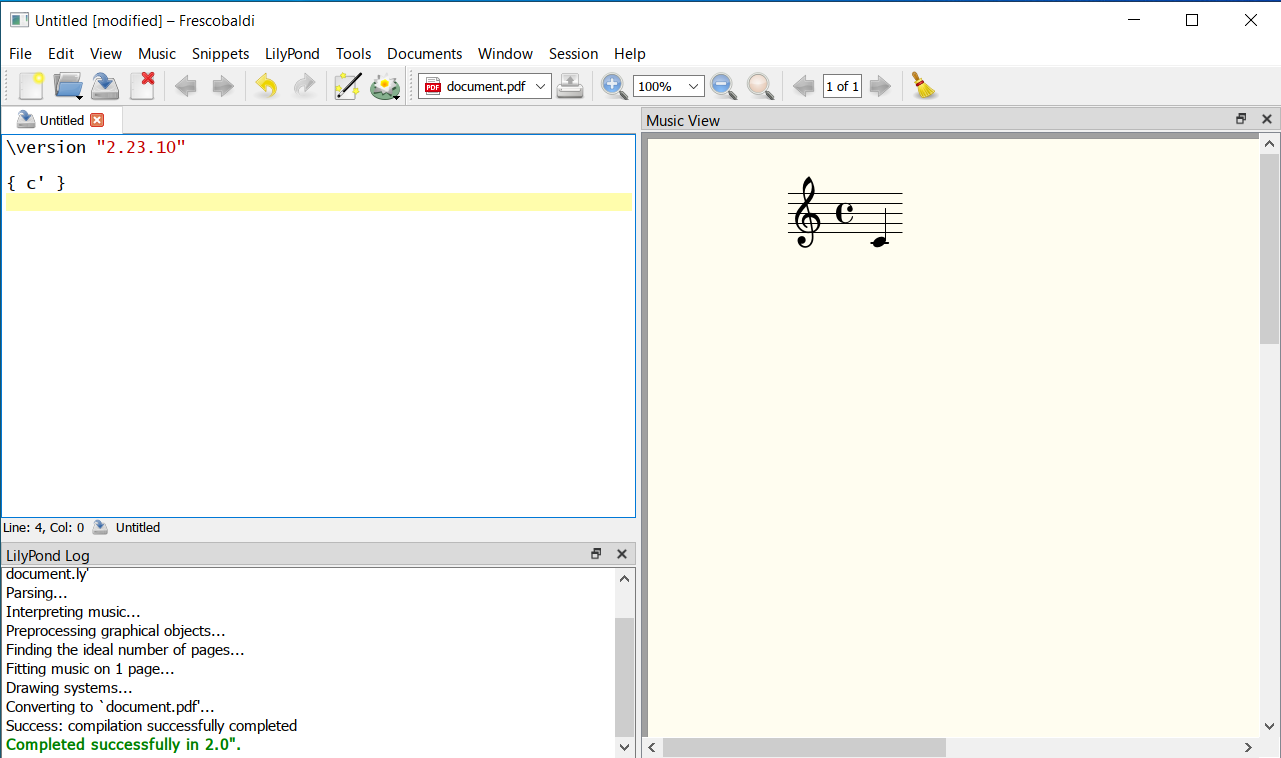 Untitled [modified] – Frescobaldi
File Edit View Music Snippets LilyPond Tools Documents Window Session Help
PDF document.pdf 100% 1 of 1
Untitled
Music View
\version "2.23.10"
{ c' }
Line: 4, Col: 0 Untitled
LilyPond Log
document.ly'
Parsing...
Interpreting music...
Preprocessing graphical objects...
Finding the ideal number of pages...
Fitting music on 1 page...
Drawing systems...
Converting to `document.pdf'...
Success: compilation successfully completed
Completed successfully in 2.0".